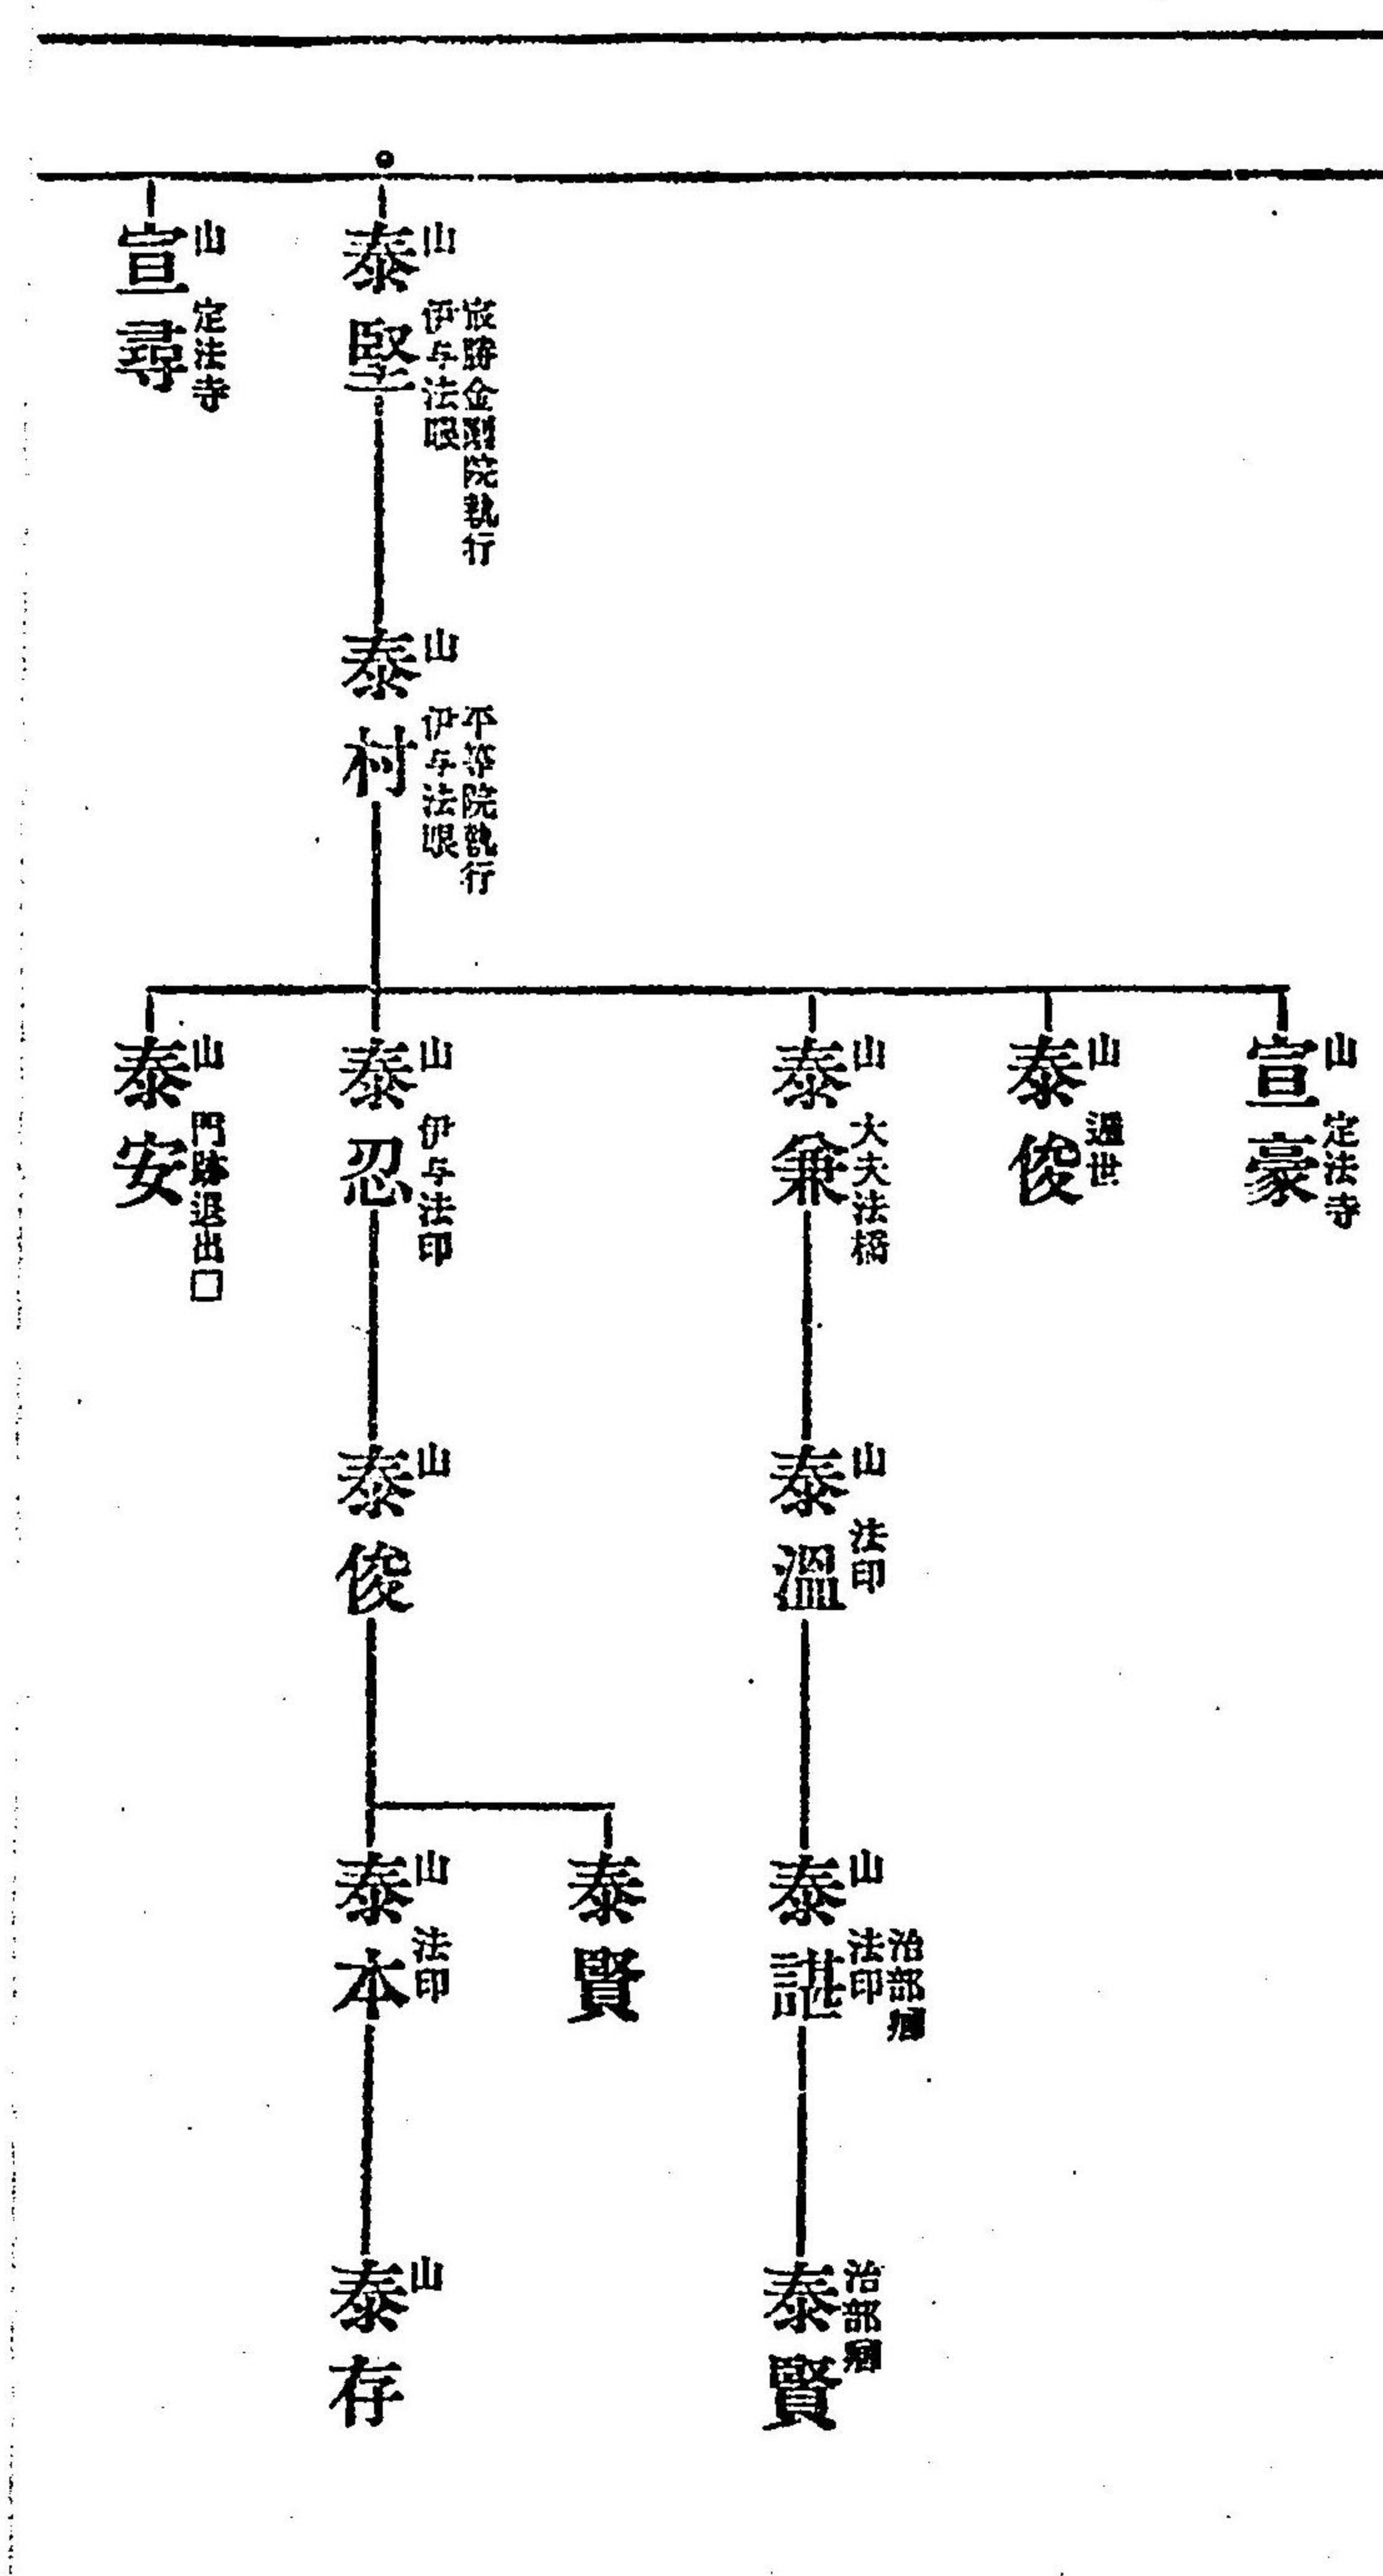 山
泰堅
最勝金剛院執行
伊与法眼
山
泰村
平等院執行
伊与法眼
山
宣豪
定法寺
山
泰俊
遁世
山
泰兼
大夫法橋
山
泰溫
法印
山
泰諶
治部卿
法印
泰賢
治部卿
山
泰忍
伊与法印
山
泰俊
泰賢
山
泰本
法印
山
泰存
山
泰安
門跡退出□
山
宣尋
定法寺